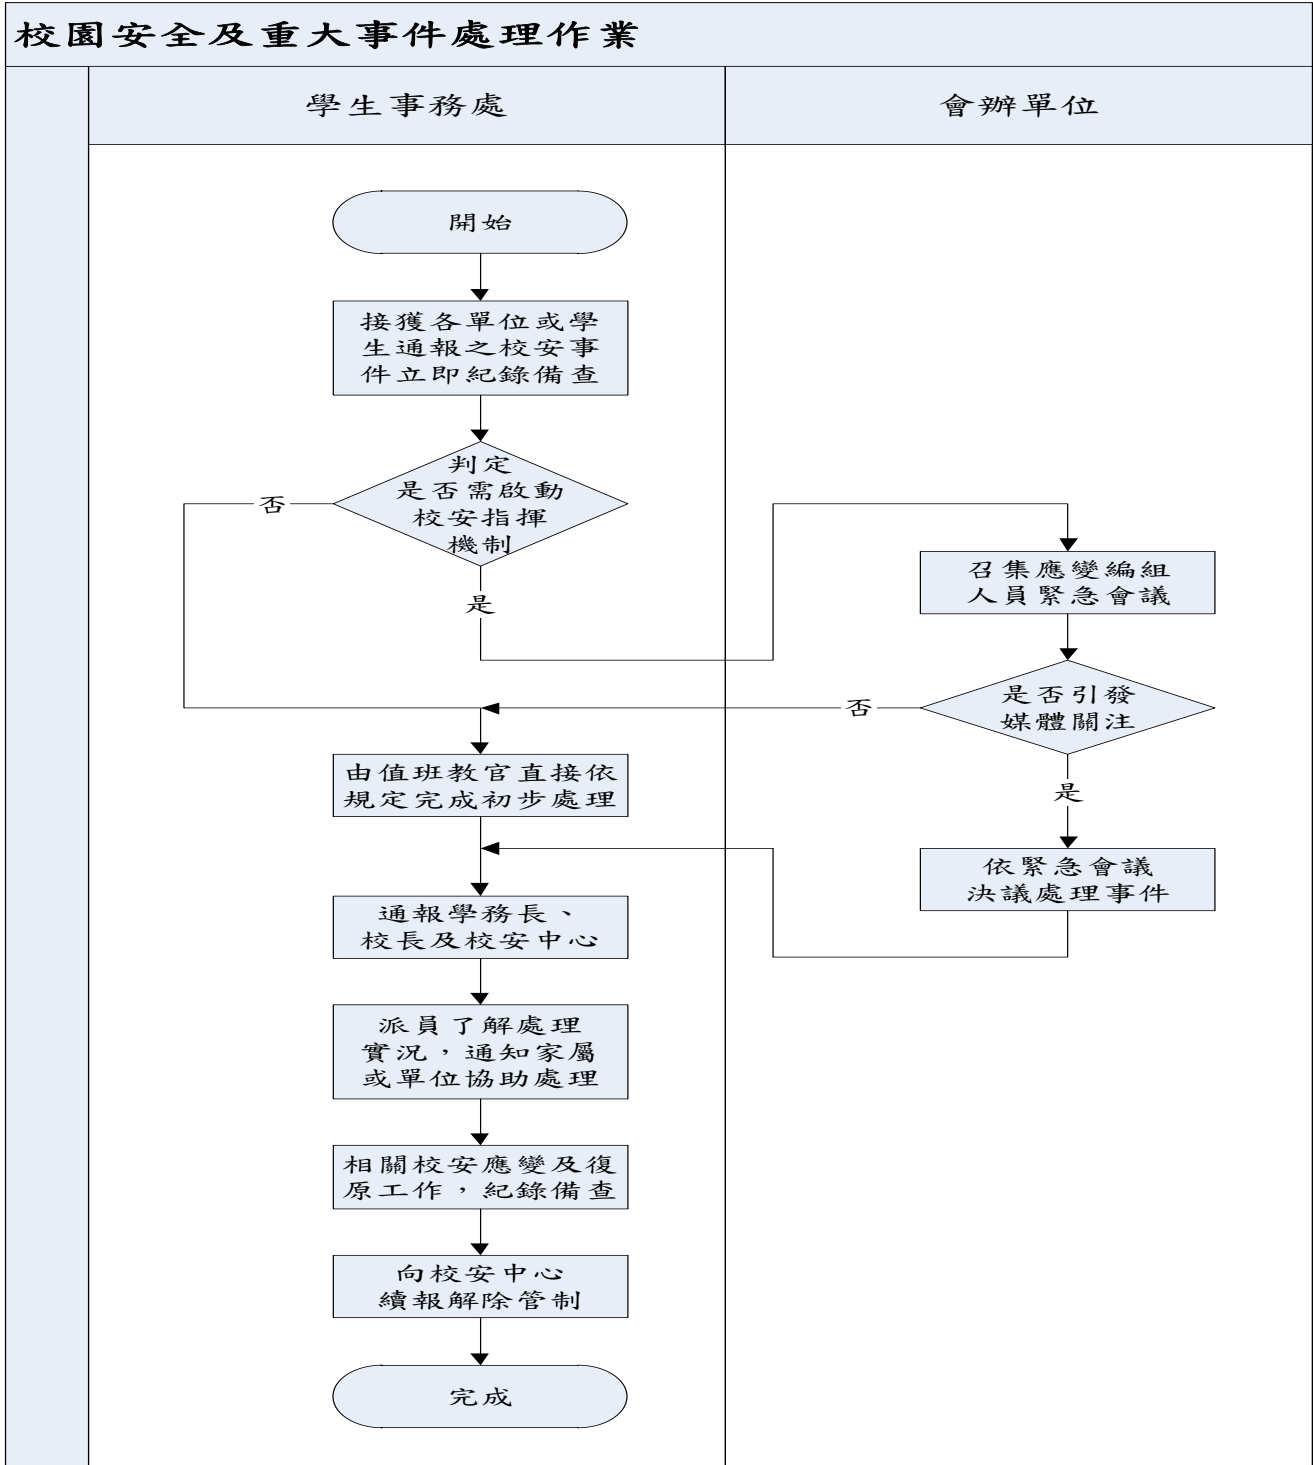 校園安全及重大事件處理作業
學生事務處
會辦單位
開始
接獲各單位或學
生通報之校安事
件立即紀錄備查
判定
是否需啟動
校安指揮
機制
否
是
召集應變編組
人員緊急會議
是否引發
媒體關注
否
是
由值班教官直接依
規定完成初步處理
依緊急會議
決議處理事件
通報學務長、
校長及校安中心
派員了解處理
實況，通知家屬
或單位協助處理
相關校安應變及復
原工作，紀錄備查
向校安中心
續報解除管制
完成